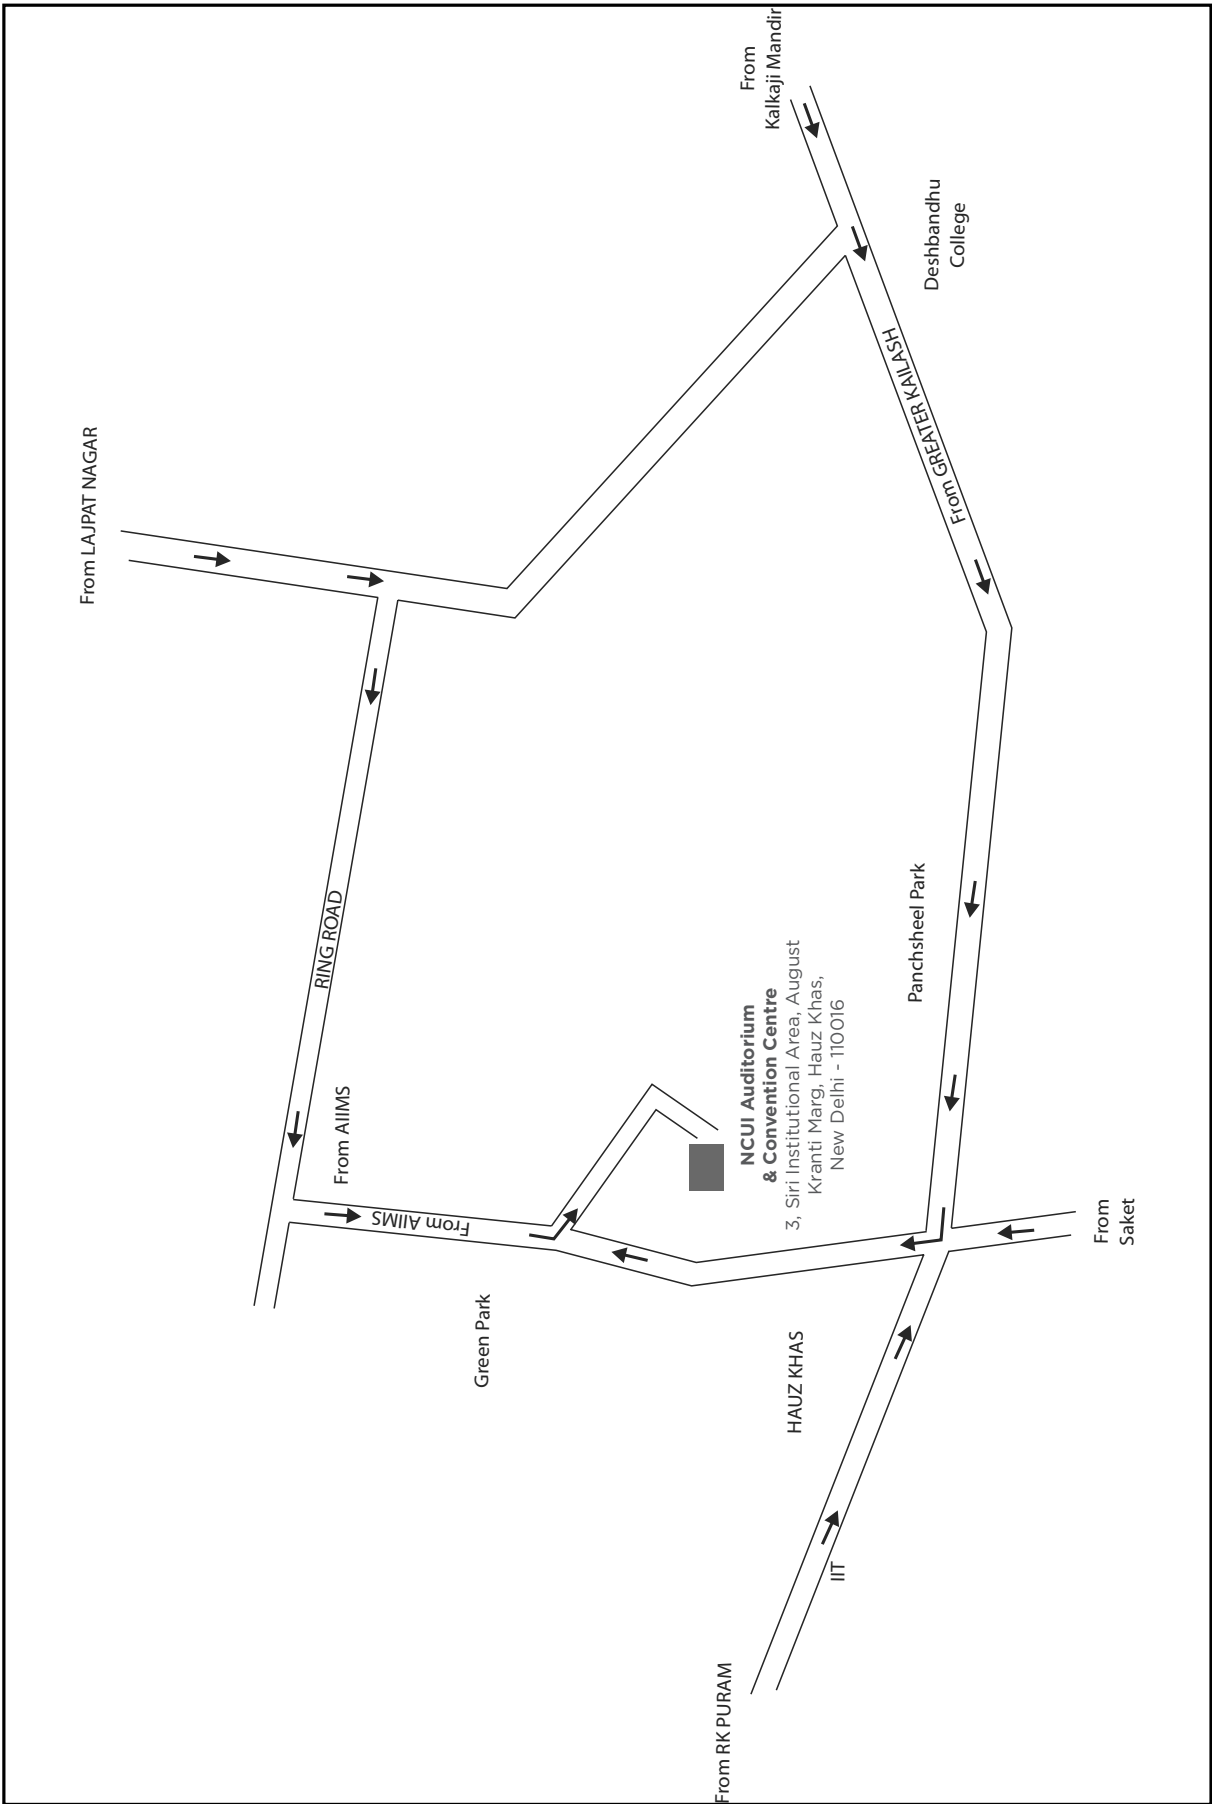 From LAJPAT NAGAR
From
Kalkaji Mandir
Deshbandhu
College
From GREATER KAILASH
RING ROAD
From AIIMS
From AIIMS
Green Park
NCUI Auditorium
& Convention Centre
3, Siri Institutional Area, August
Kranti Marg, Hauz Khas,
New Delhi - 110016
Panchsheel Park
From
Saket
HAUZ KHAS
IIT
From RK PURAM